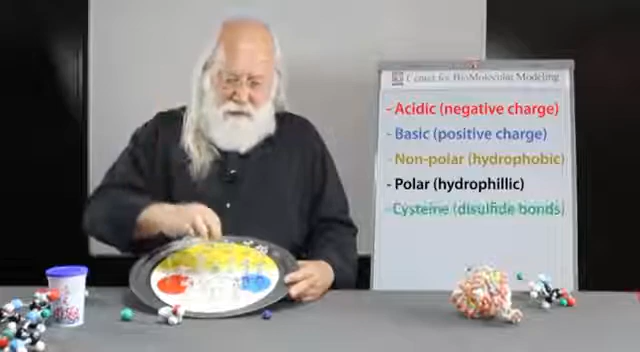 Center for BioMolecular Modeling
- Acidic (negative charge)
- Basic (positive charge)
- Non-polar (hydrophobic)
- Polar (hydrophillic)
- Cysteine (disulfide bonds)